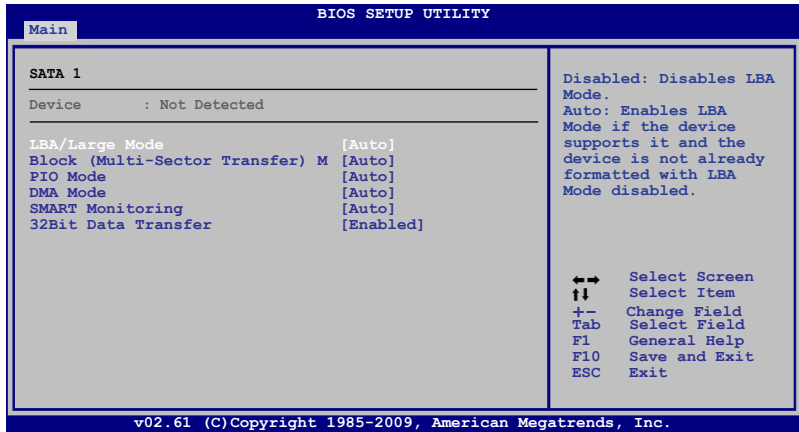 BIOS SETUP UTILITY
Main
SATA 1
Device : Not Detected
LBA/Large Mode [Auto]
Block (Multi-Sector Transfer) M [Auto]
PIO Mode [Auto]
DMA Mode [Auto]
SMART Monitoring [Auto]
32Bit Data Transfer [Enabled]
Disabled: Disables LBA
Mode.
Auto: Enables LBA
Mode if the device
supports it and the
device is not already
formatted with LBA
Mode disabled.
←→ Select Screen
↑↓ Select Item
+- Change Field
Tab Select Field
F1 General Help
F10 Save and Exit
ESC Exit
v02.61 (C)Copyright 1985-2009, American Megatrends, Inc.